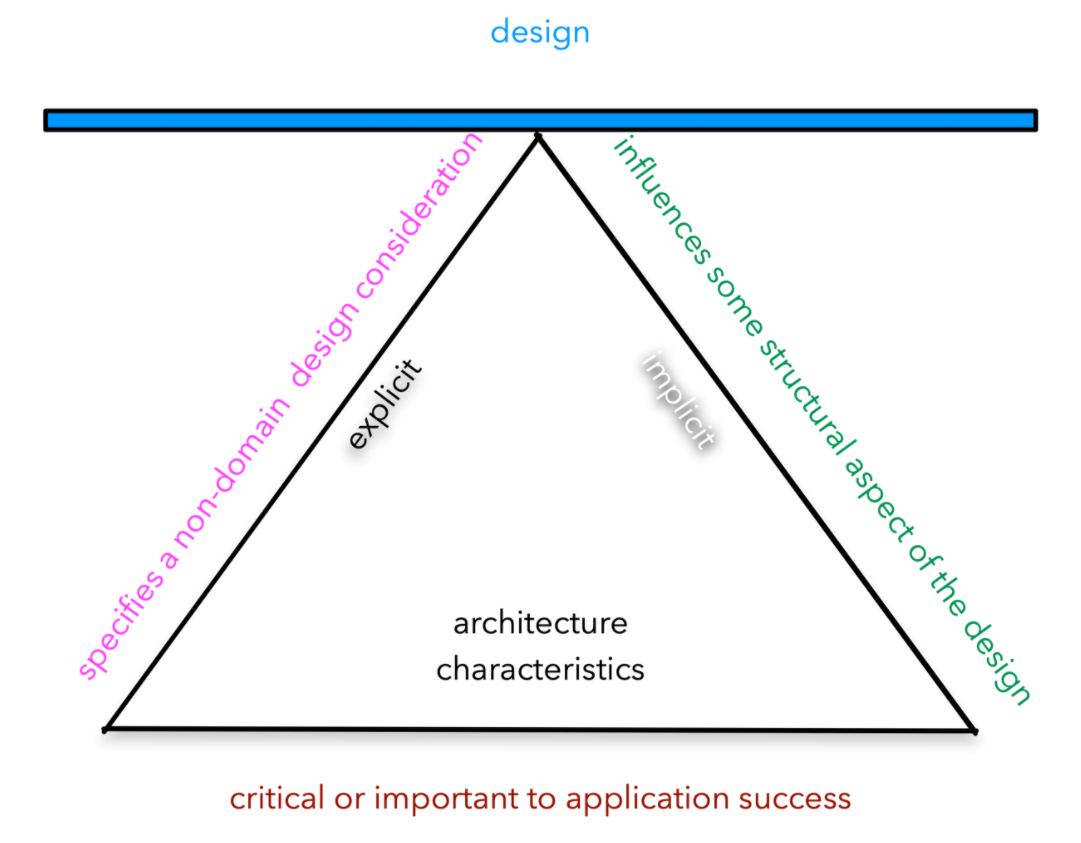 design
specifies a non-domain design consideration
influences some structural aspect of the design
explicit
implicit
architecture
characteristics
critical or important to application success